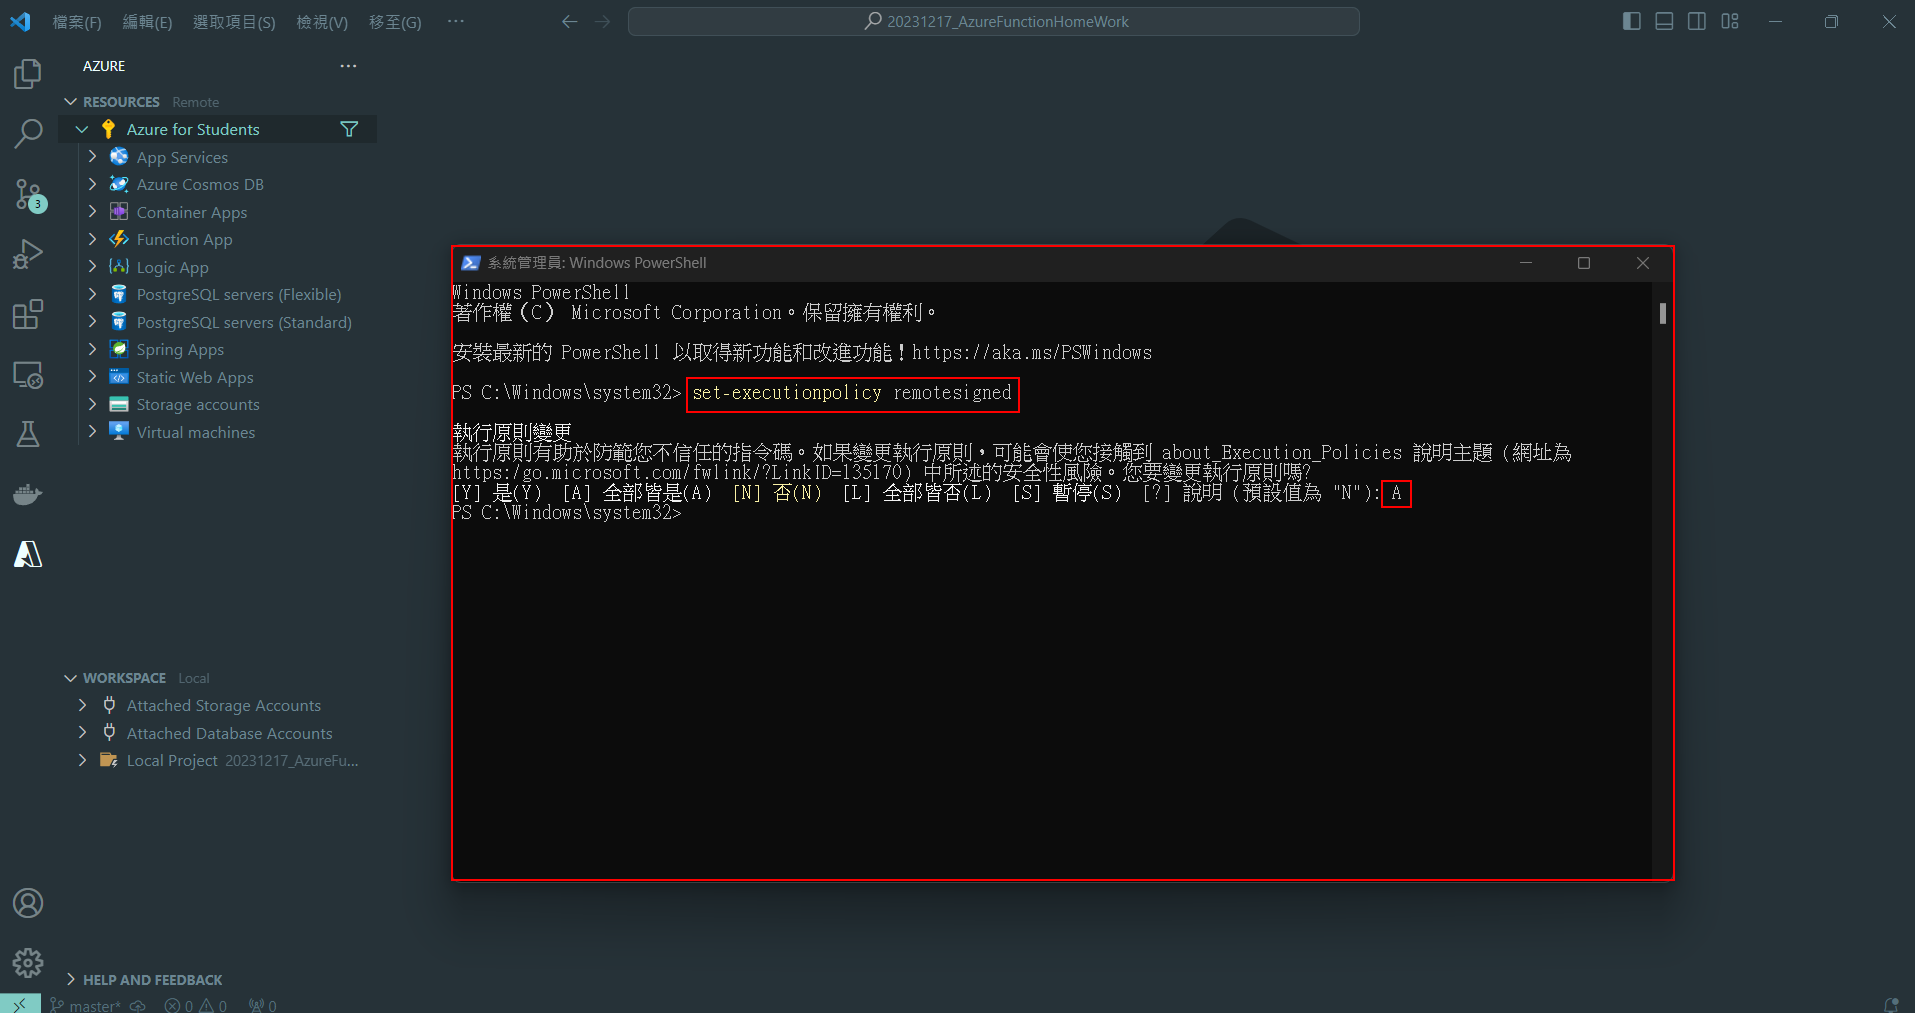 檔案(F) 編輯(E) 選取項目(S) 檢視(V) 移至(G) ···
20231217_AzureFunctionHomeWork
AZURE
RESOURCES Remote
Azure for Students
App Services
Azure Cosmos DB
Container Apps
Function App
Logic App
PostgreSQL servers (Flexible)
PostgreSQL servers (Standard)
Spring Apps
Static Web Apps
Storage accounts
Virtual machines
3
WORKSPACE Local
Attached Storage Accounts
Attached Database Accounts
Local Project 20231217_AzureFu...
HELP AND FEEDBACK
master* 0 0 0
系統管理員: Windows PowerShell
Windows PowerShell
著作權（C） Microsoft Corporation。保留擁有權利。
安裝最新的 PowerShell 以取得新功能和改進功能！https://aka.ms/PSWindows
PS C:\Windows\system32> set-executionpolicy remotesigned
執行原則變更
執行原則有助於防範您不信任的指令碼。如果變更執行原則，可能會使您接觸到 about_Execution_Policies 說明主題 (網址為
https:/go.microsoft.com/fwlink/?LinkID=135170) 中所述的安全性風險。您要變更執行原則嗎?
[Y] 是(Y) [A] 全部皆是(A) [N] 否(N) [L] 全部皆否(L) [S] 暫停(S) [?] 說明 (預設值為 "N"): A
PS C:\Windows\system32>